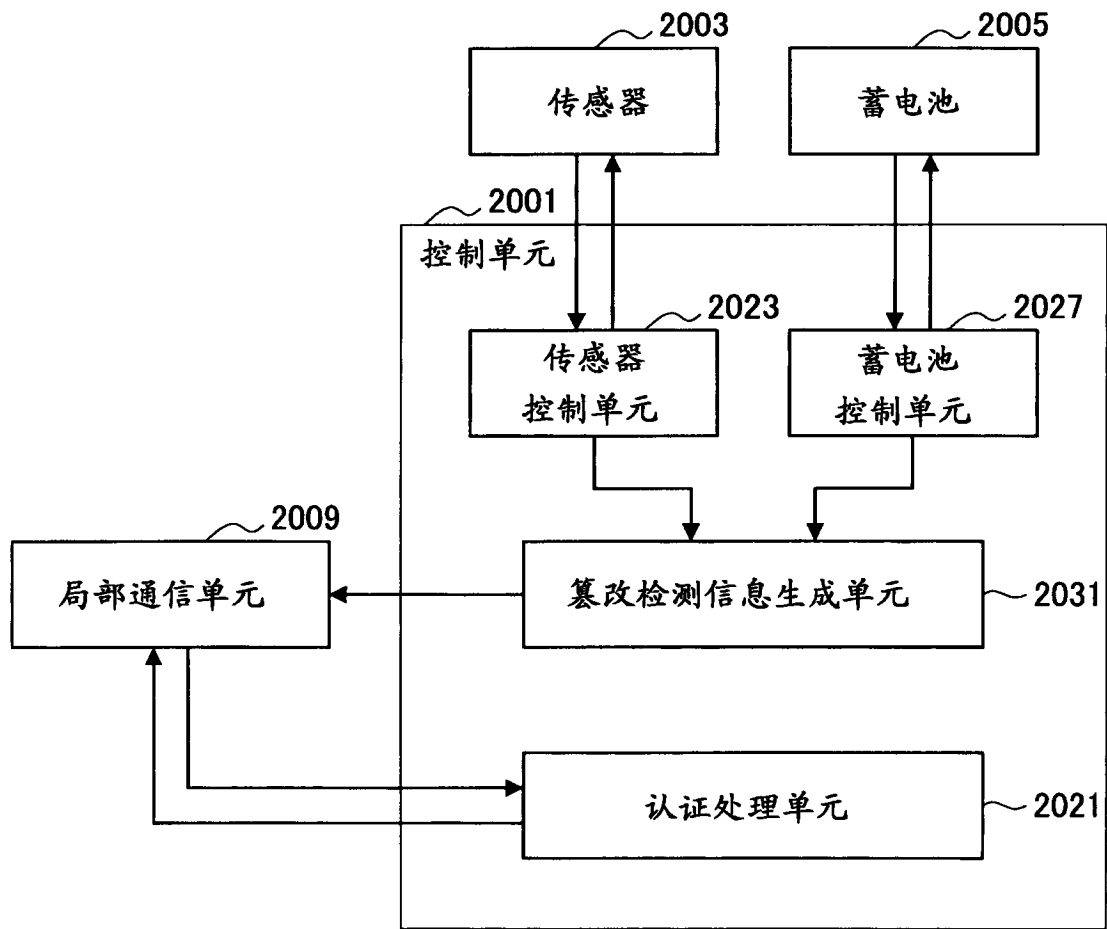 2003
2005
传感器
蓄电池
2001
控制单元
2023
2027
传感器
控制单元
蓄电池
控制单元
2009
局部通信单元
篡改检测信息生成单元
2031
认证处理单元
2021